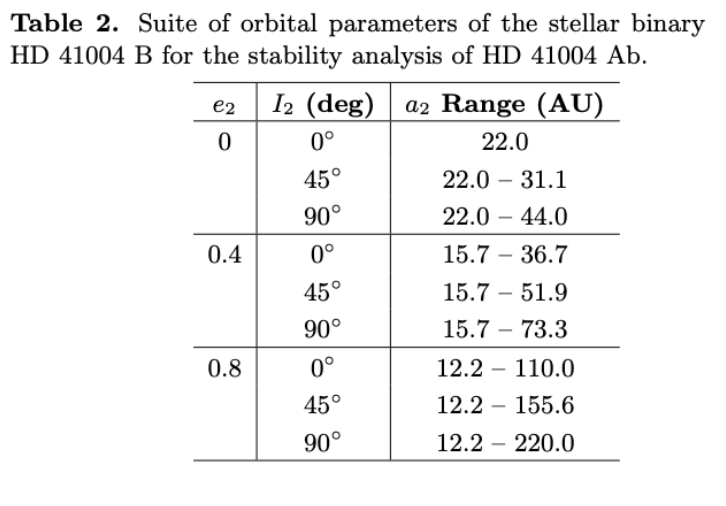 Table 2. Suite of orbital parameters of the stellar binary
HD 41004 B for the stability analysis of HD 41004 Ab.
e₂ I₂ (deg) a₂ Range (AU)
0 0° 22.0
45° 22.0 – 31.1
90° 22.0 – 44.0
0.4 0° 15.7 – 36.7
45° 15.7 – 51.9
90° 15.7 – 73.3
0.8 0° 12.2 – 110.0
45° 12.2 – 155.6
90° 12.2 – 220.0